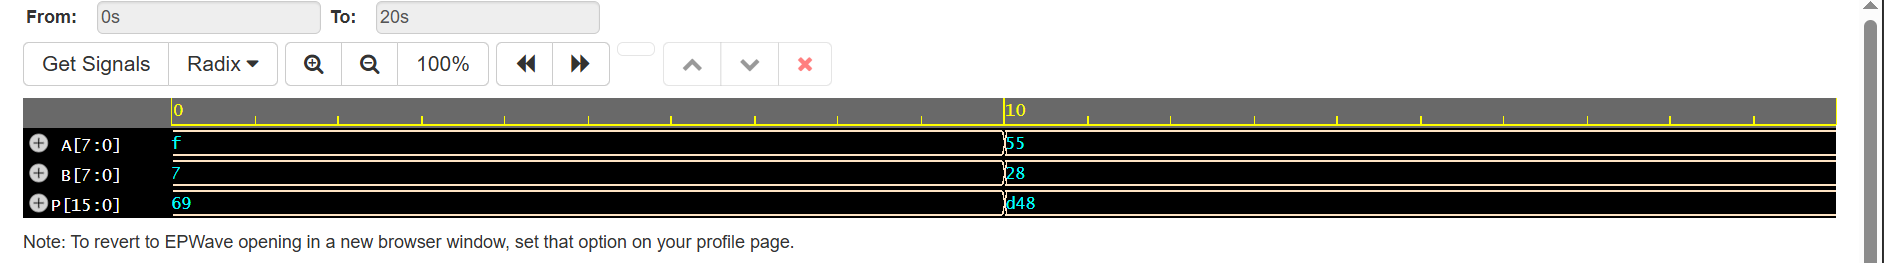 From: 0s To: 20s
Get Signals Radix 100%
0 10
A[7:0] f 55
B[7:0] 7 28
P[15:0] 69 d48
Note: To revert to EPWave opening in a new browser window, set that option on your profile page.